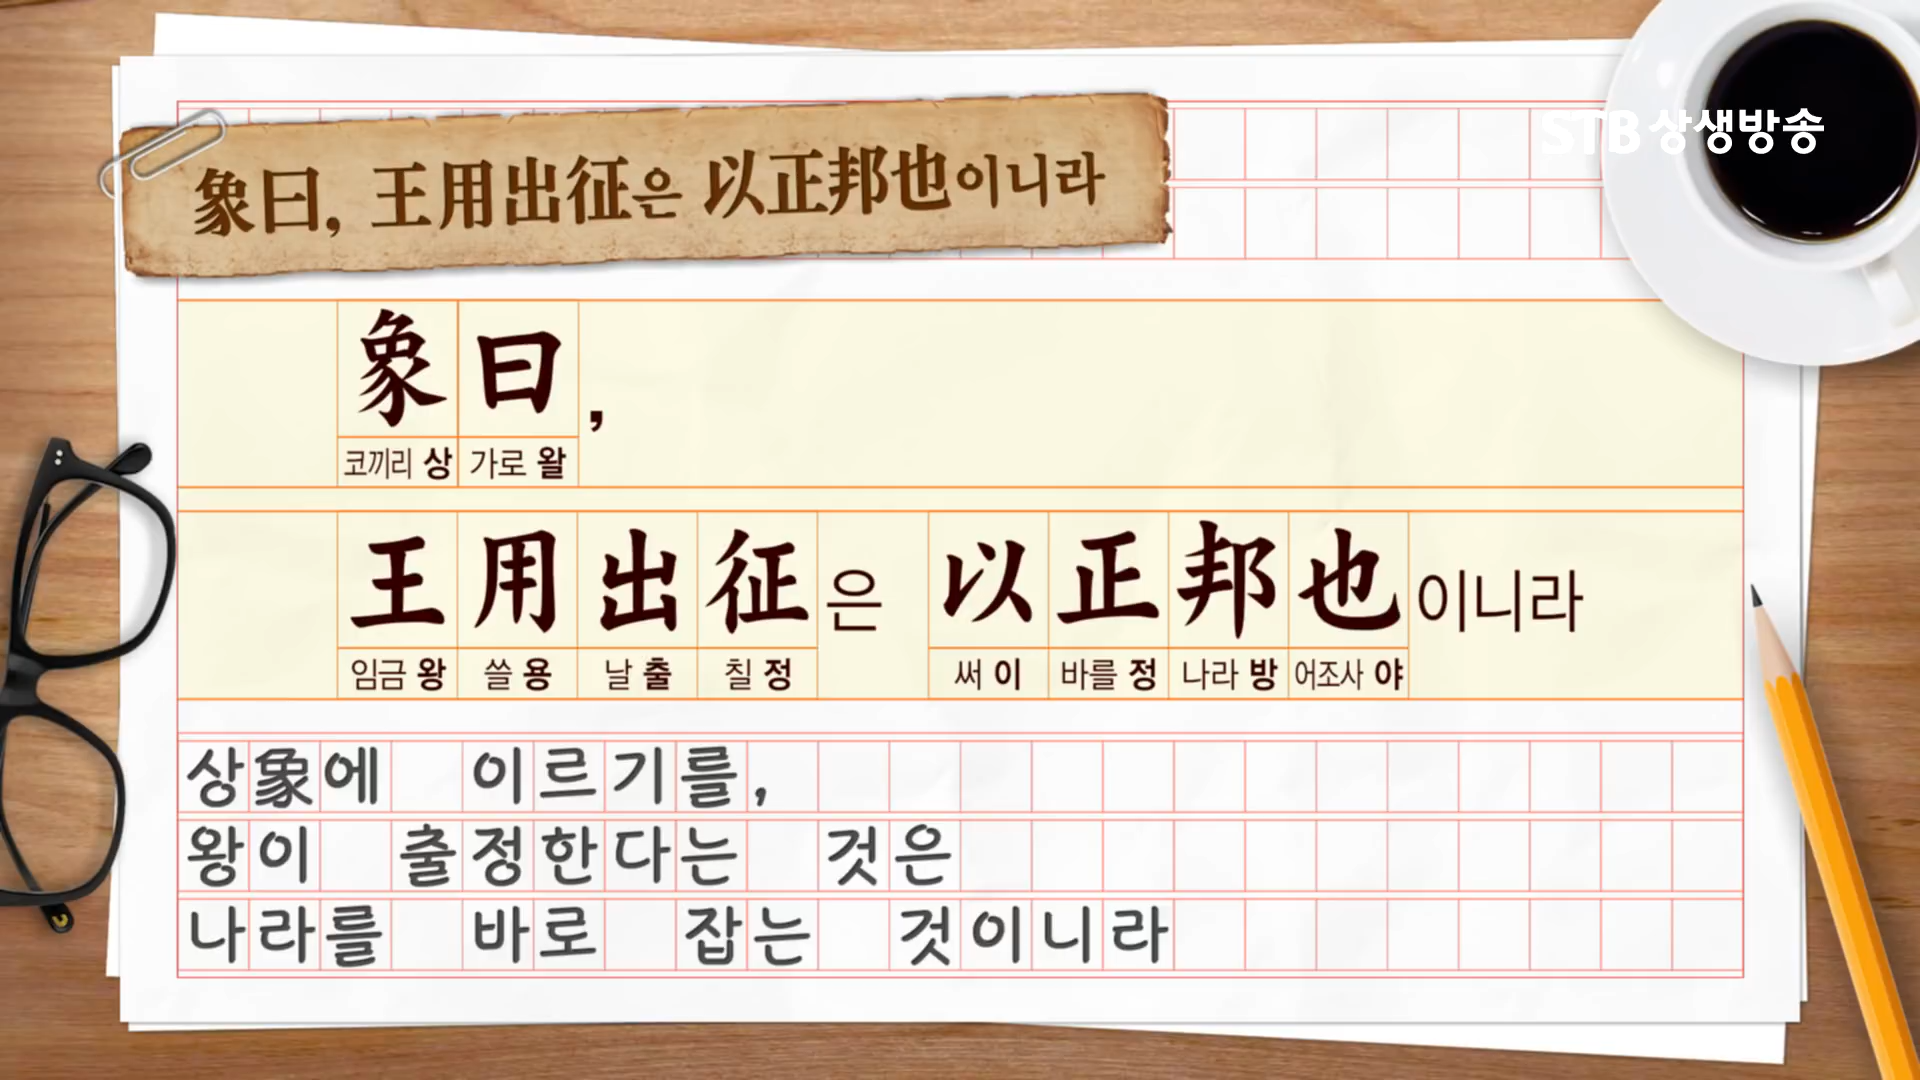 象曰, 王用出征은 以正邦也이니라
STB상생방송
象曰,
코끼리 상 가로 왈
王用出征은 以正邦也이니라
임금 왕 쓸 용 날 출 칠 정 써 이 바를 정 나라 방 어조사 야
상象에 이르기를,
왕이 출정한다는 것은
나라를 바로 잡는 것이니라